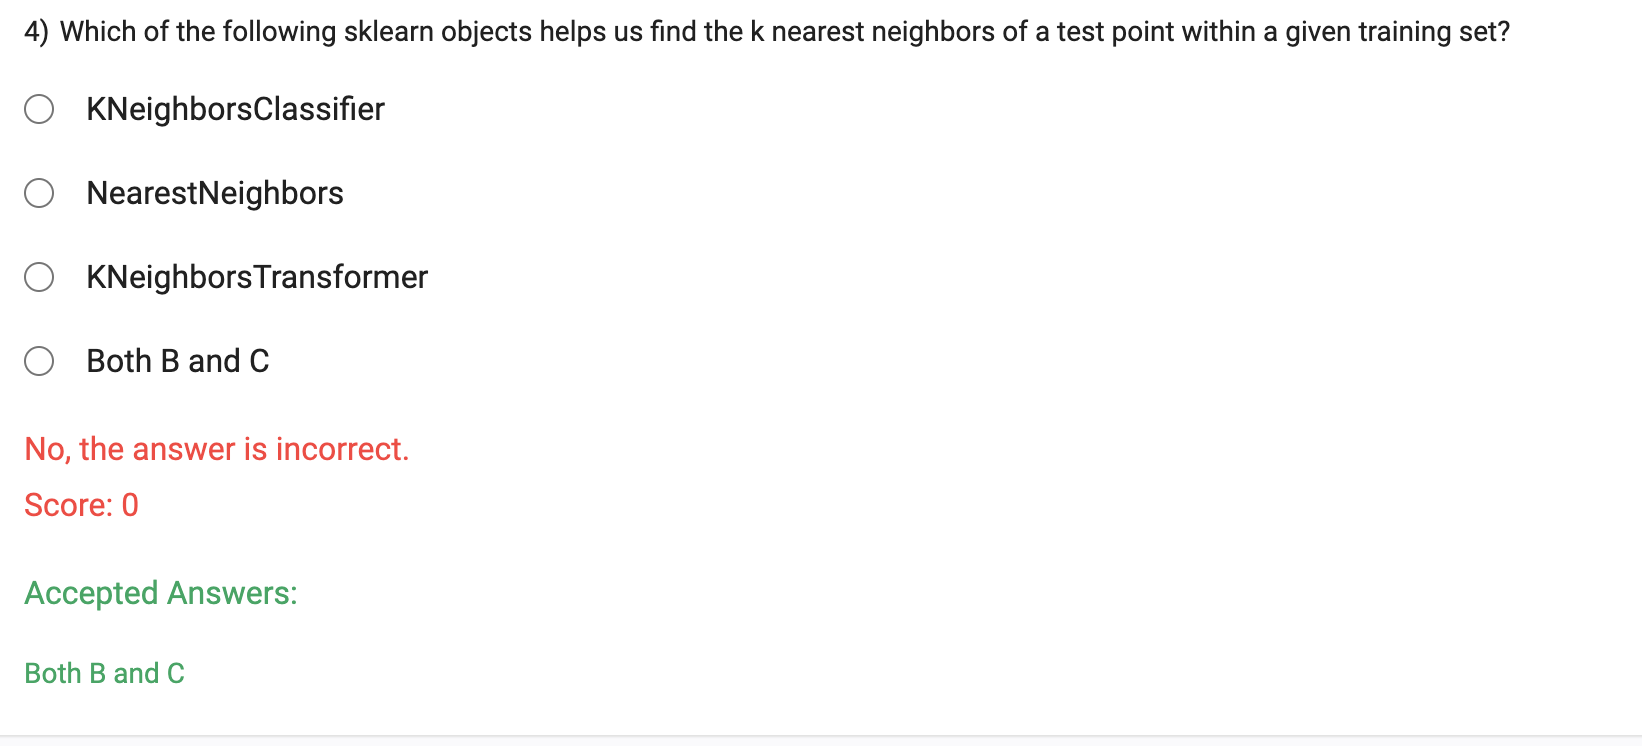 4) Which of the following sklearn objects helps us find the k nearest neighbors of a test point within a given training set?
KNeighborsClassifier
NearestNeighbors
KNeighborsTransformer
Both B and C
No, the answer is incorrect.
Score: 0
Accepted Answers:
Both B and C